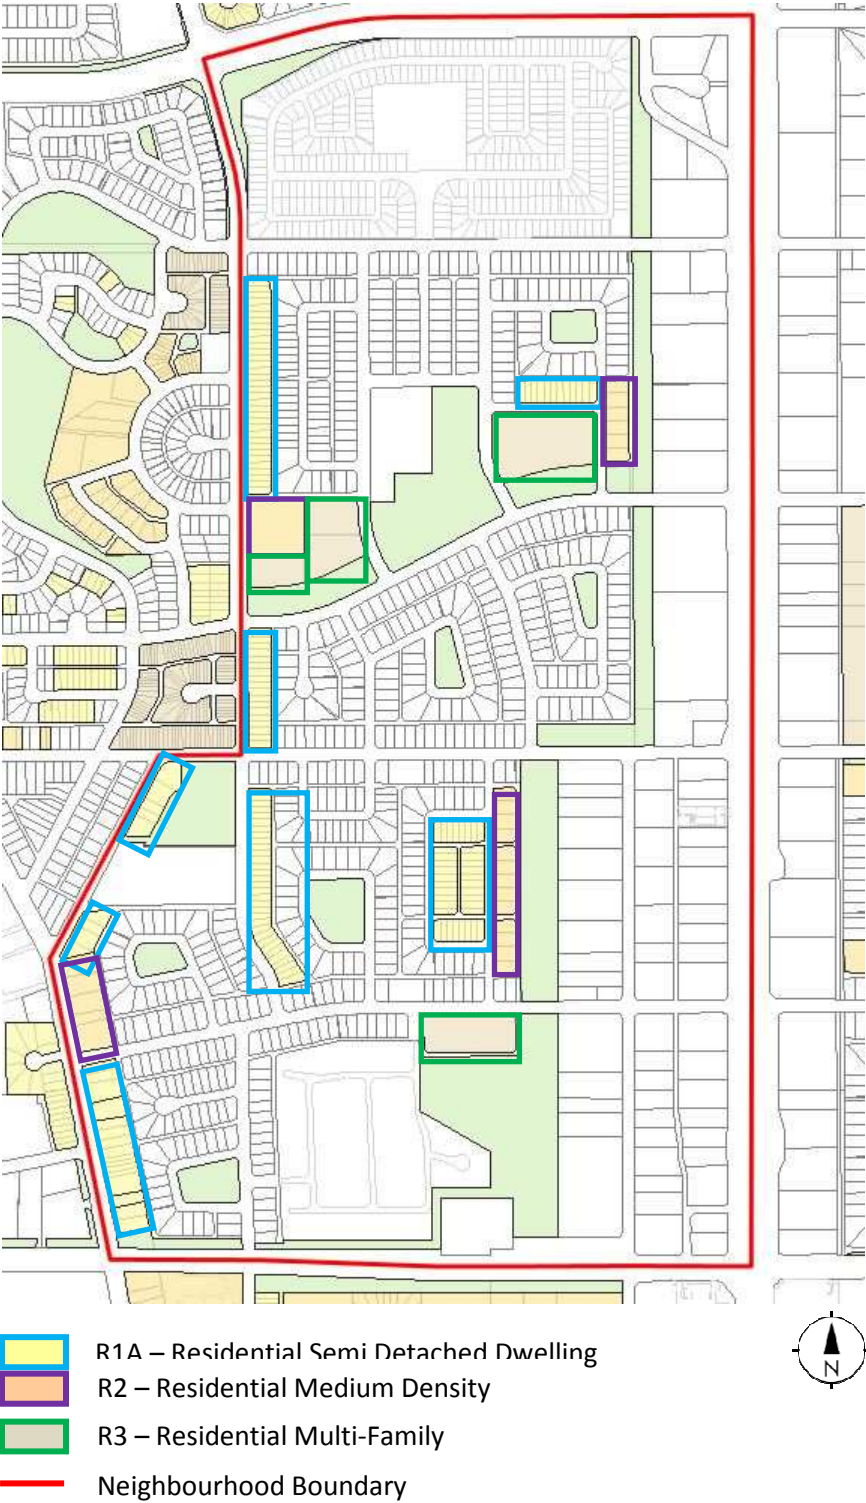 R1A – Residential Semi Detached Dwelling
R2 – Residential Medium Density
R3 – Residential Multi-Family
Neighbourhood Boundary
N